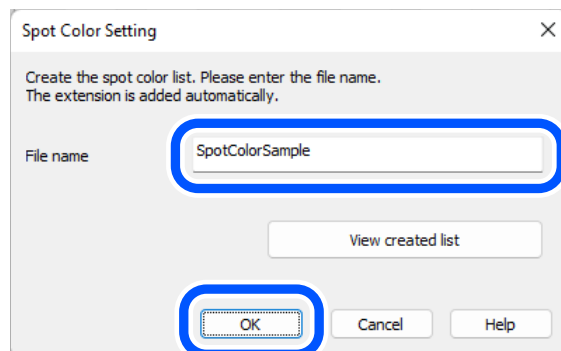 Spot Color Setting
Create the spot color list. Please enter the file name.
The extension is added automatically.
File name
SpotColorSample
View created list
OK
Cancel
Help